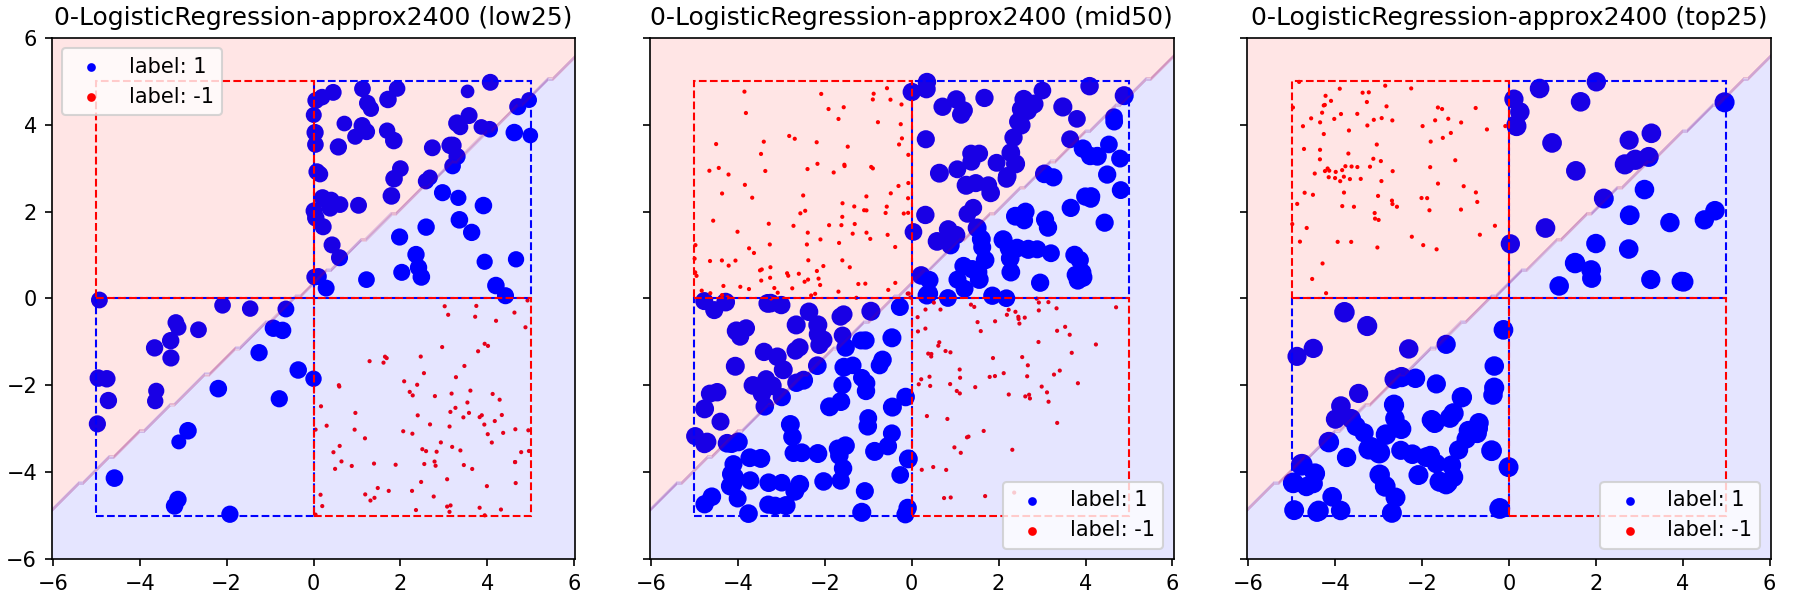 0-LogisticRegression-approx2400 (low25)
0-LogisticRegression-approx2400 (mid50)
0-LogisticRegression-approx2400 (top25)
6
4
2
0
−2
−4
−6
label: 1
label: -1
label: 1
label: -1
label: 1
label: -1
−6 −4 −2 0 2 4 6
−6 −4 −2 0 2 4 6
−6 −4 −2 0 2 4 6